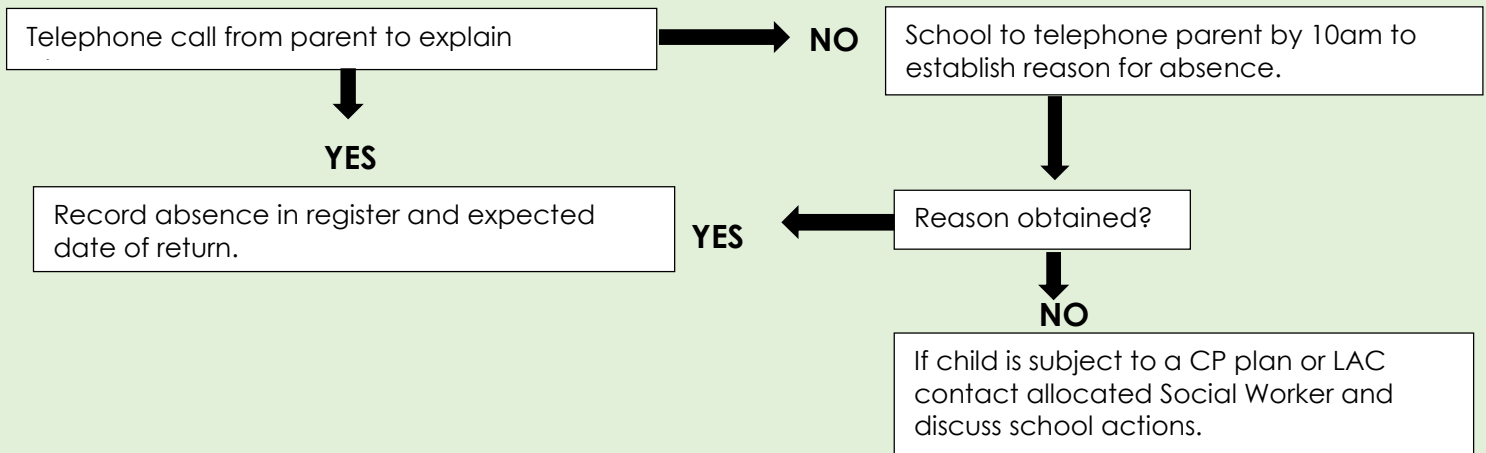 Telephone call from parent to explain
NO
School to telephone parent by 10am to
establish reason for absence.
YES
Record absence in register and expected
date of return.
YES
Reason obtained?
NO
If child is subject to a CP plan or LAC
contact allocated Social Worker and
discuss school actions.